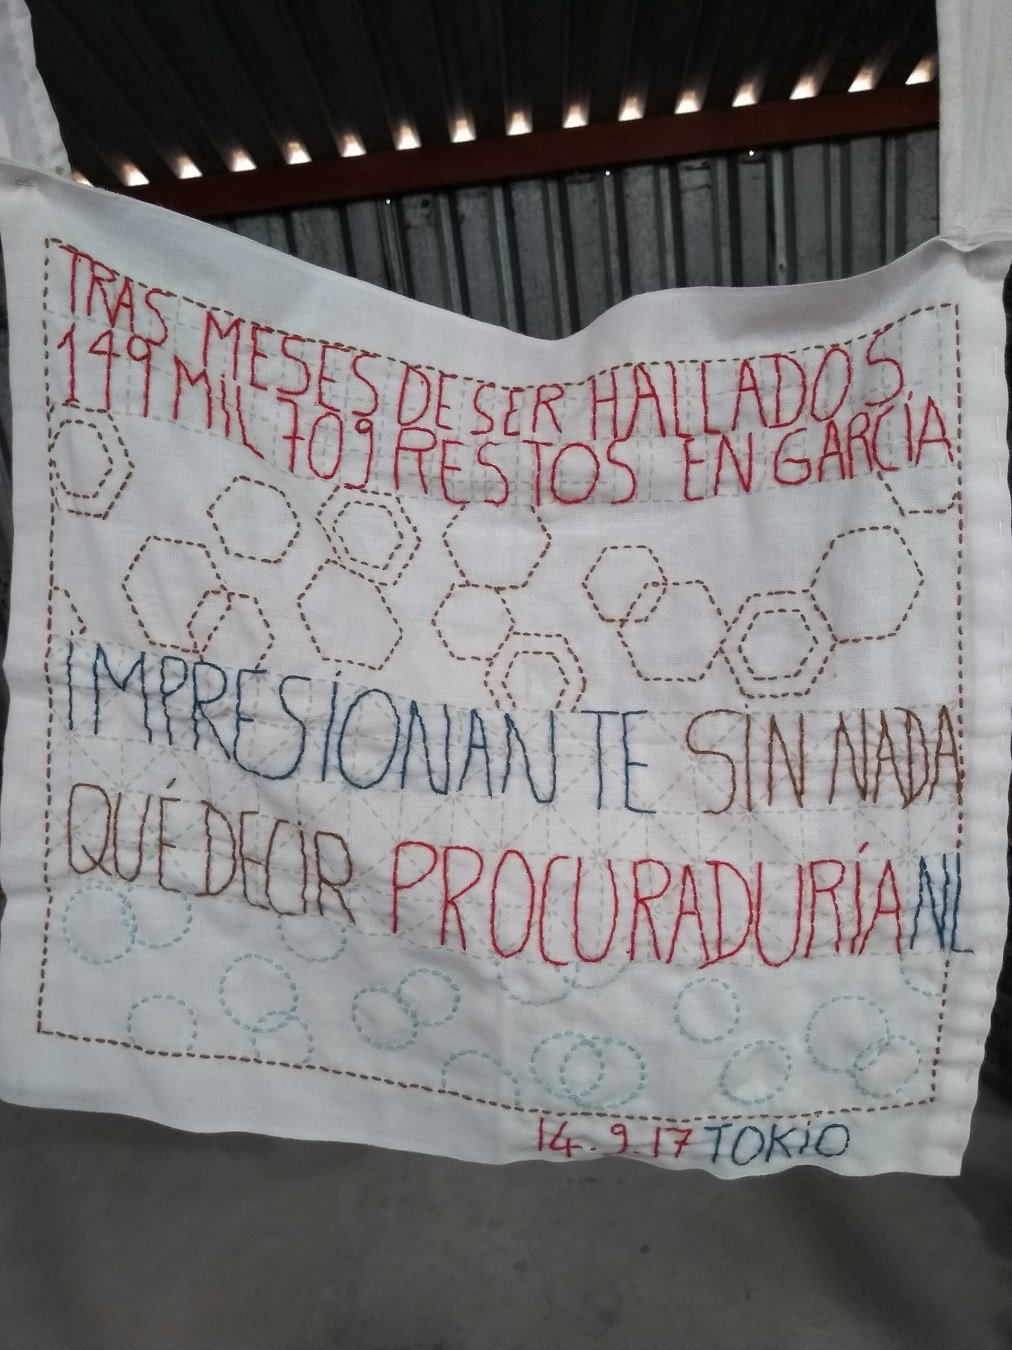 TRAS MESES DE SER HALLADOS
149 MiL 709 RESTOS EN GARCÍA
iMPRESiONANTE SiN NADA
QUÉ DECiR PROCURADURÍA NL
14.9.17 TOKiO